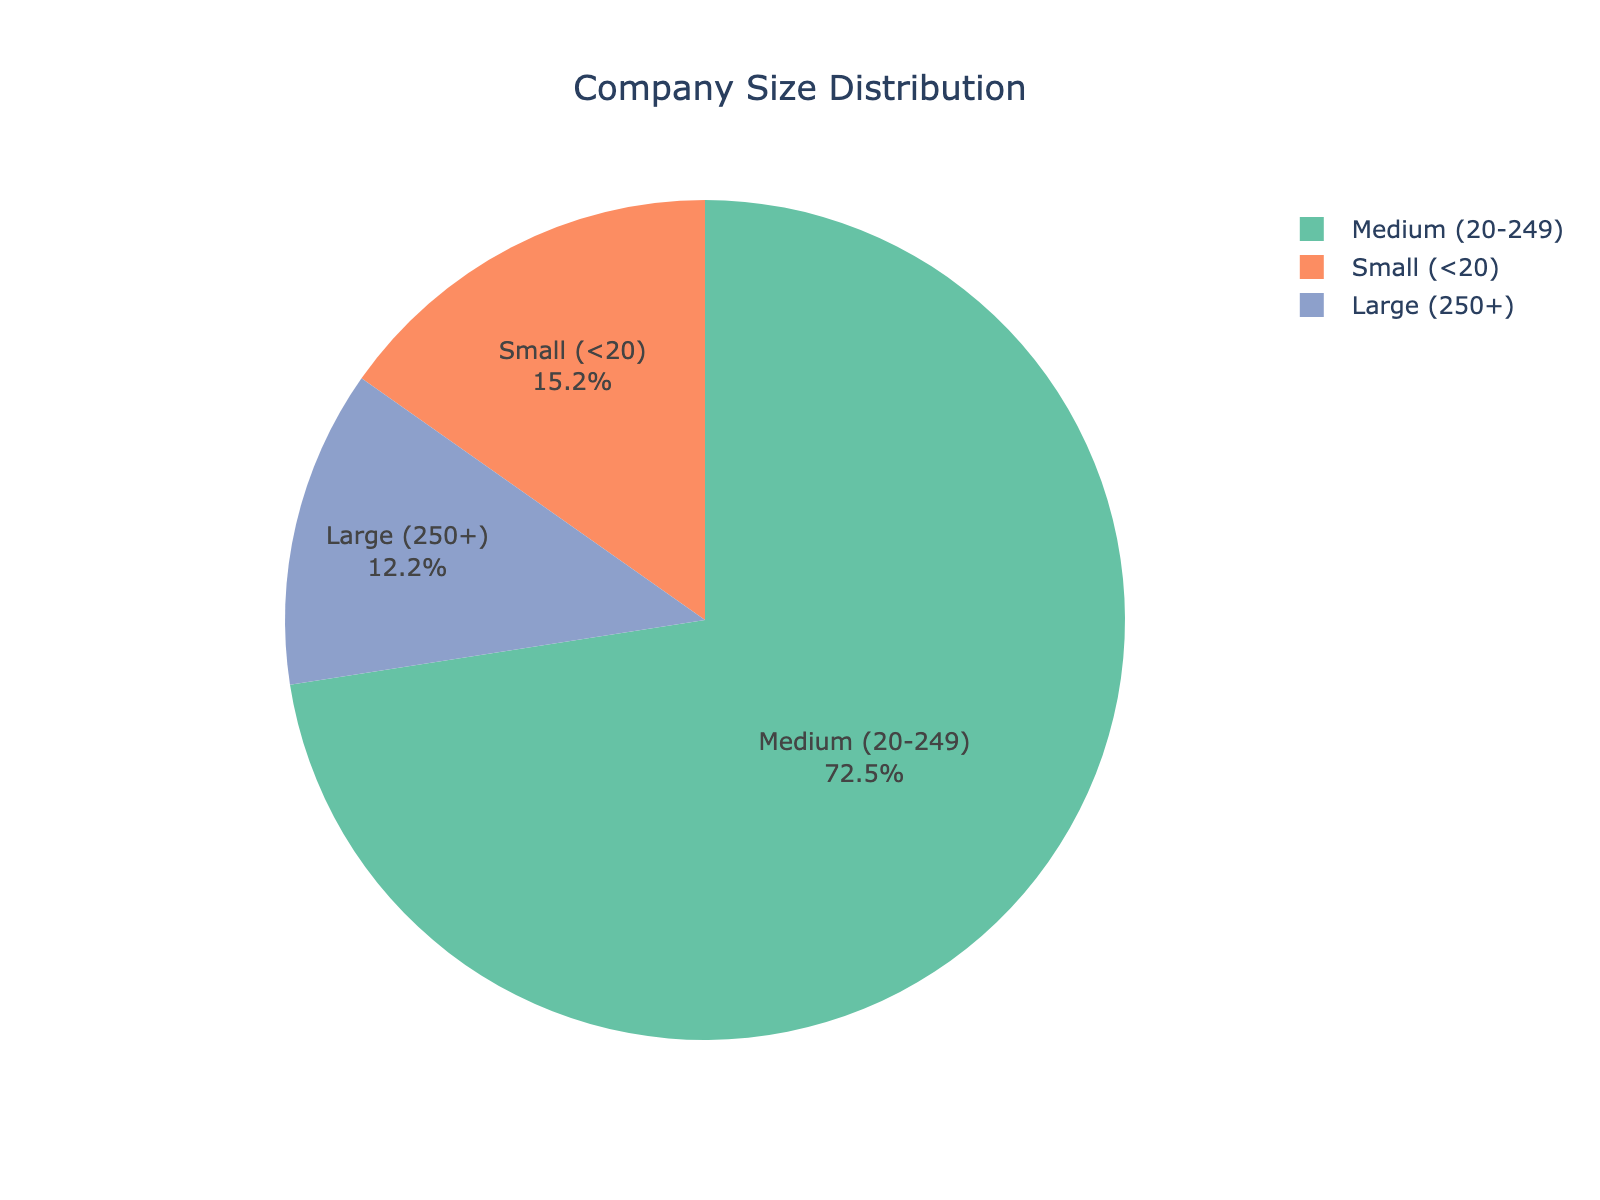 Company Size Distribution
Medium (20-249)
Small (<20)
Large (250+)
Small (<20)
15.2%
Large (250+)
12.2%
Medium (20-249)
72.5%